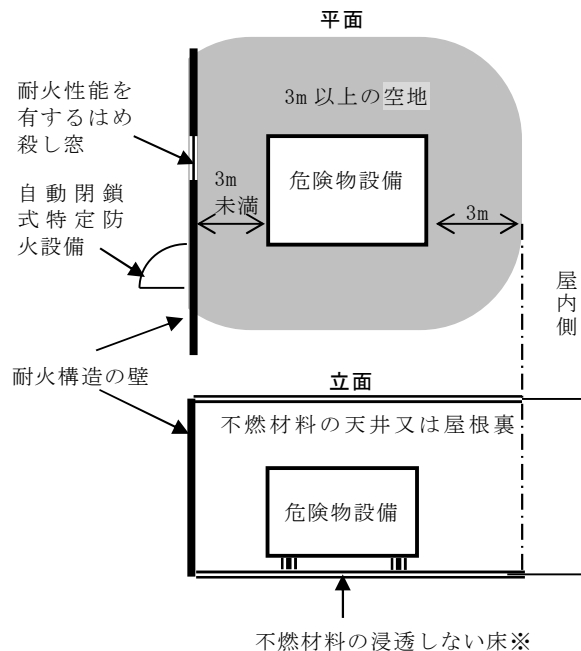 平面
耐火性能を
有するはめ
殺し窓
3m 以上の空地
自動閉鎖
式特定防
火設備
3m
未満
危険物設備
3m
屋内側
耐火構造の壁
立面
不燃材料の天井又は屋根裏
危険物設備
不燃材料の浸透しない床※